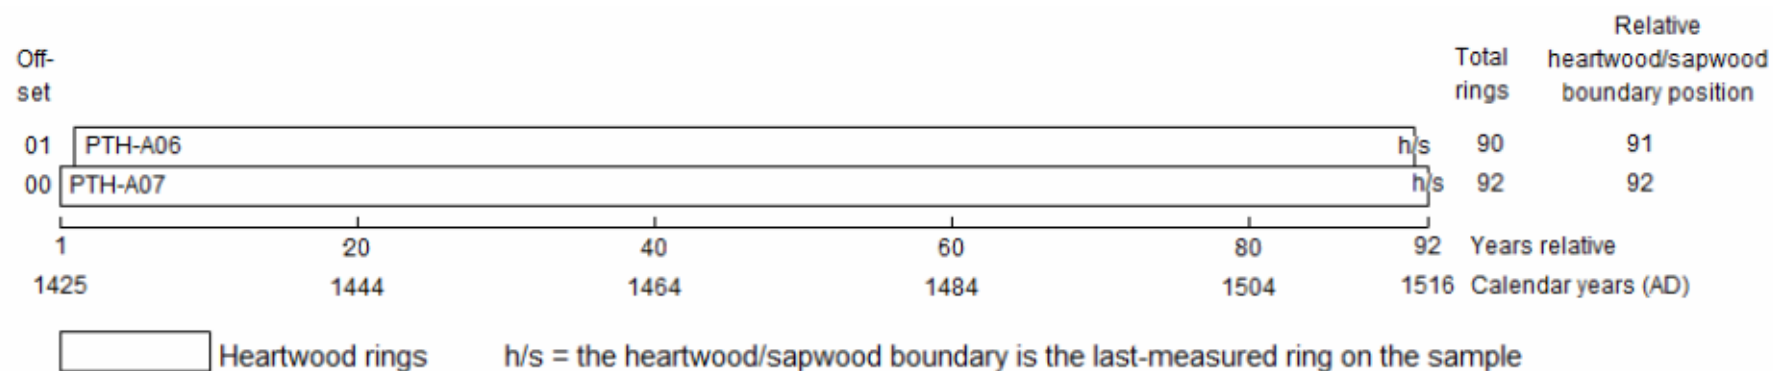 Relative
Off- Total heartwood/sapwood
set rings boundary position
01 PTH-A06 h/s 90 91
00 PTH-A07 h/s 92 92
1 20 40 60 80 92 Years relative
1425 1444 1464 1484 1504 1516 Calendar years (AD)
Heartwood rings h/s = the heartwood/sapwood boundary is the last-measured ring on the sample